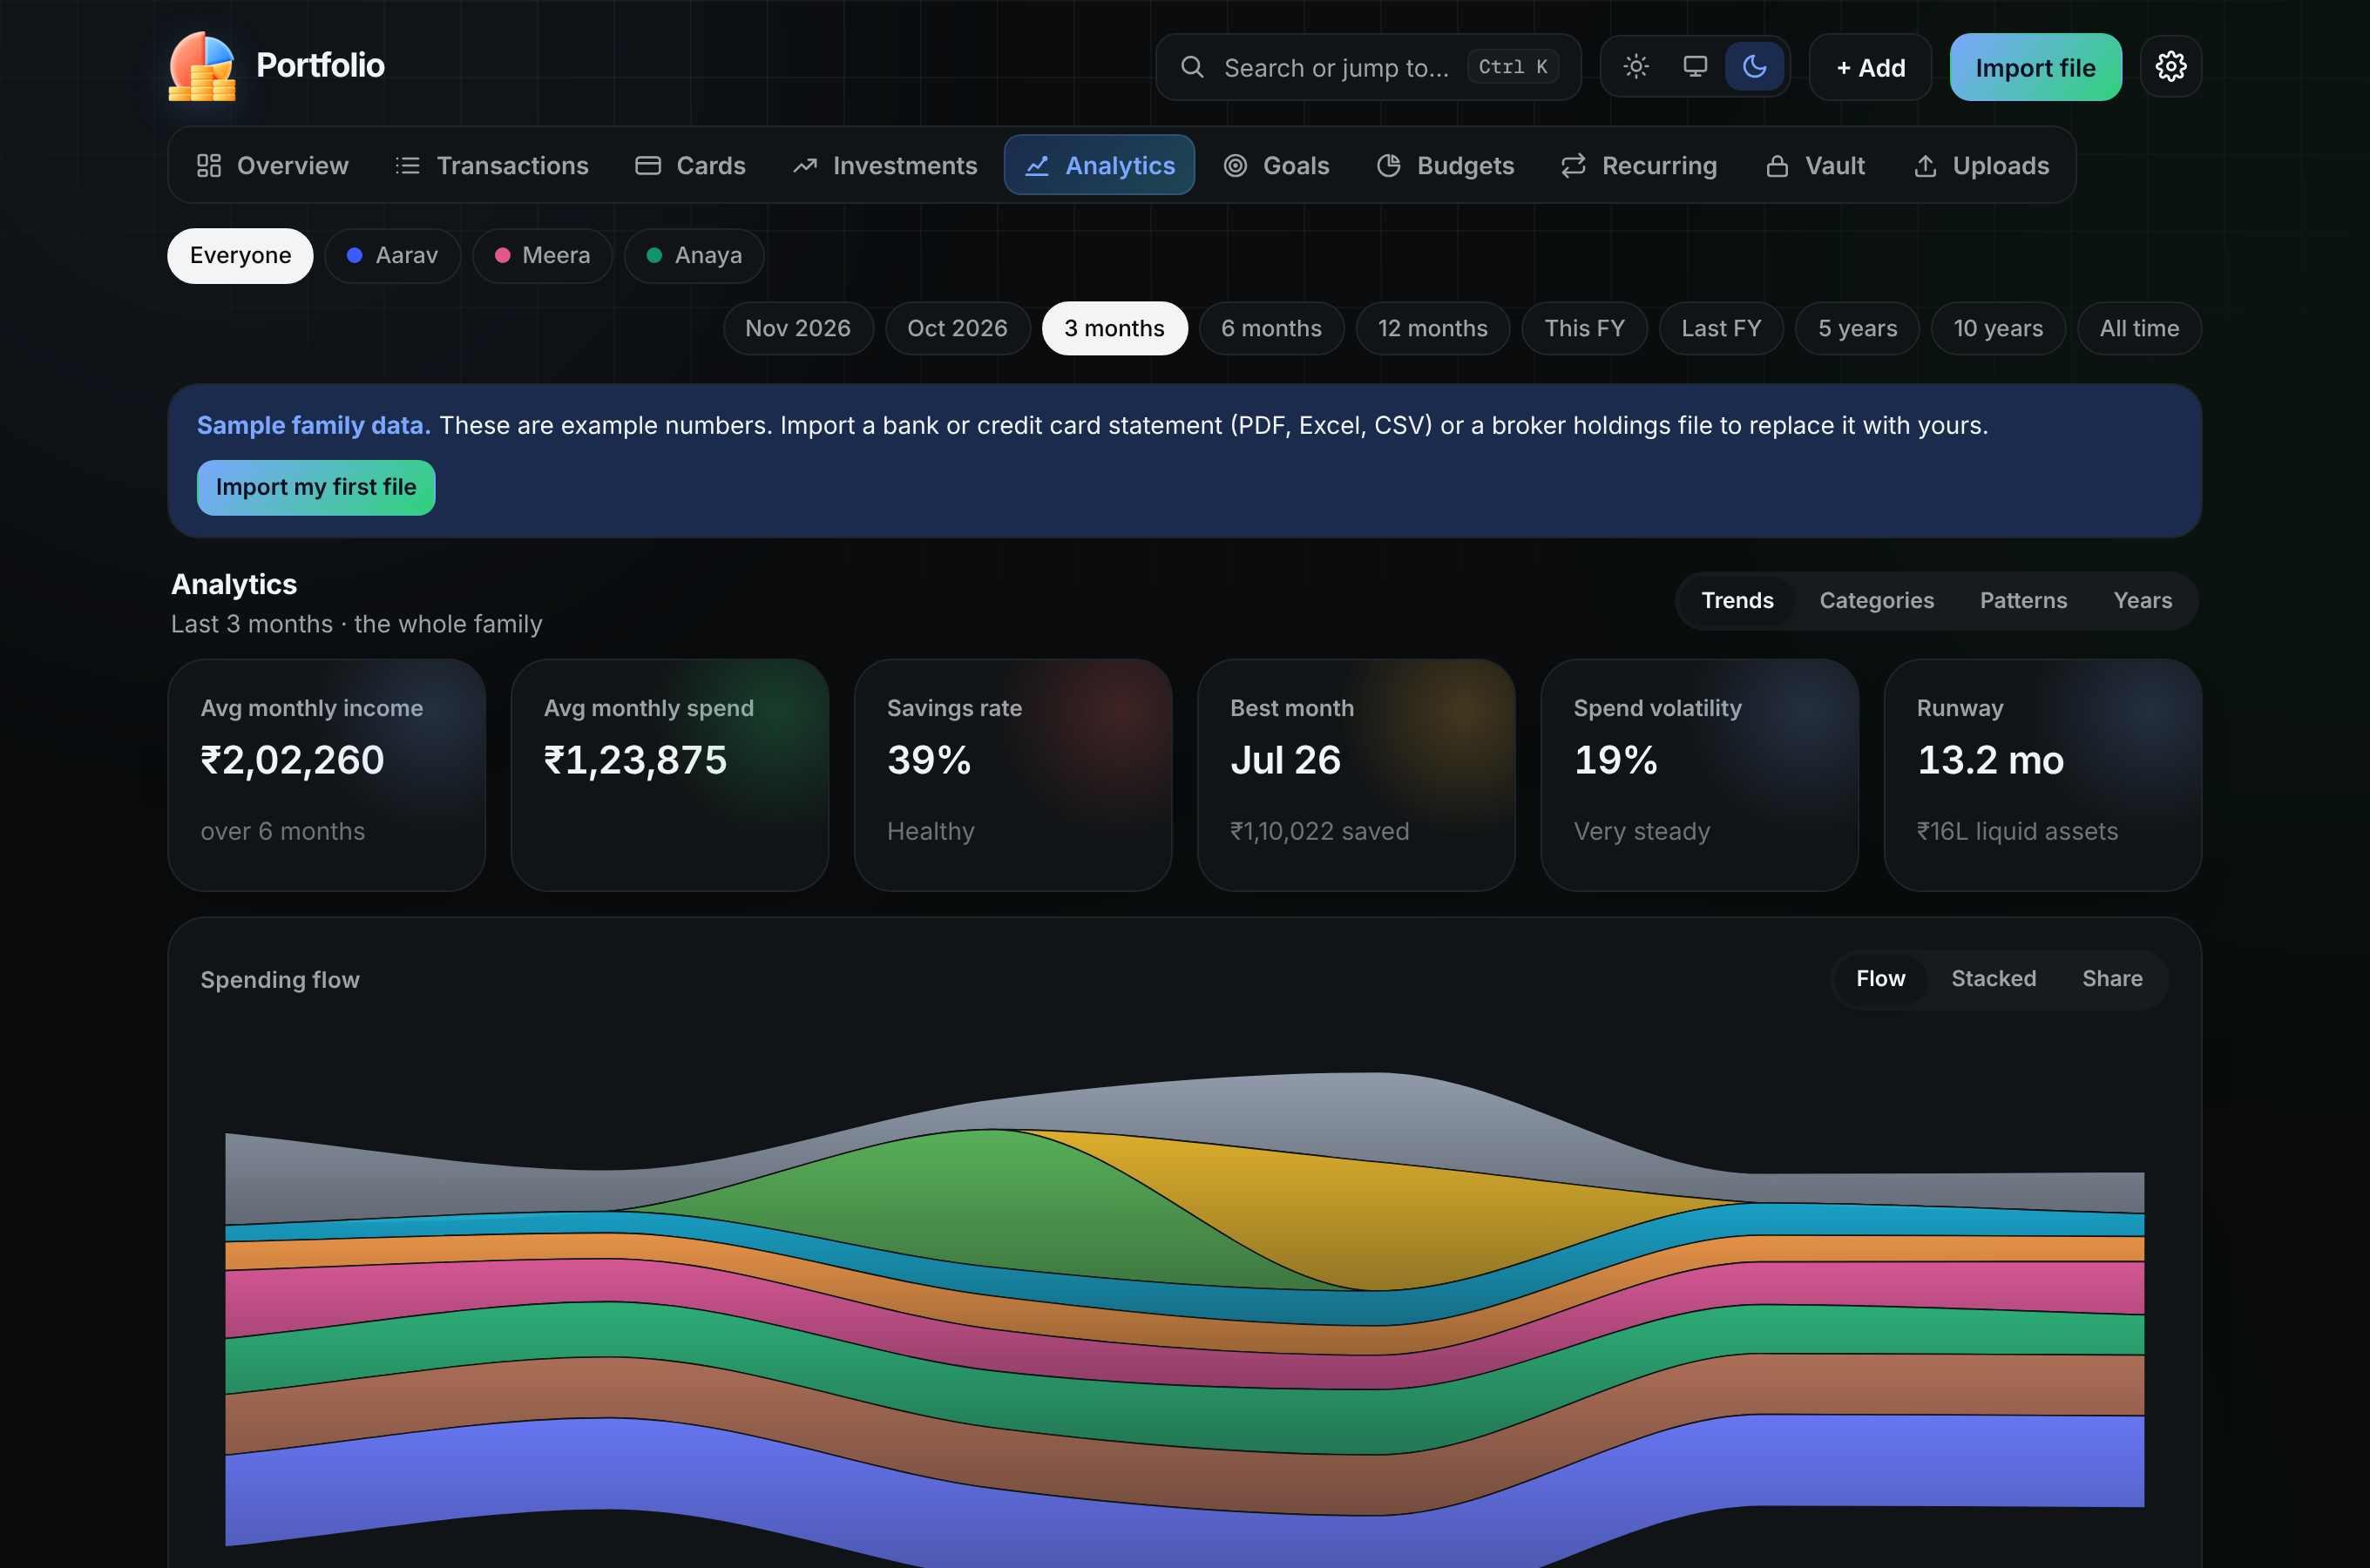 Portfolio
Search or jump to... Ctrl K
+ Add
Import file
Overview Transactions Cards Investments Analytics Goals Budgets Recurring Vault Uploads
Everyone Aarav Meera Anaya
Nov 2026 Oct 2026 3 months 6 months 12 months This FY Last FY 5 years 10 years All time
Sample family data. These are example numbers. Import a bank or credit card statement (PDF, Excel, CSV) or a broker holdings file to replace it with yours.
Import my first file
Analytics
Last 3 months · the whole family
Trends Categories Patterns Years
Avg monthly income
₹2,02,260
over 6 months
Avg monthly spend
₹1,23,875
Savings rate
39%
Healthy
Best month
Jul 26
₹1,10,022 saved
Spend volatility
19%
Very steady
Runway
13.2 mo
₹16L liquid assets
Spending flow
Flow Stacked Share